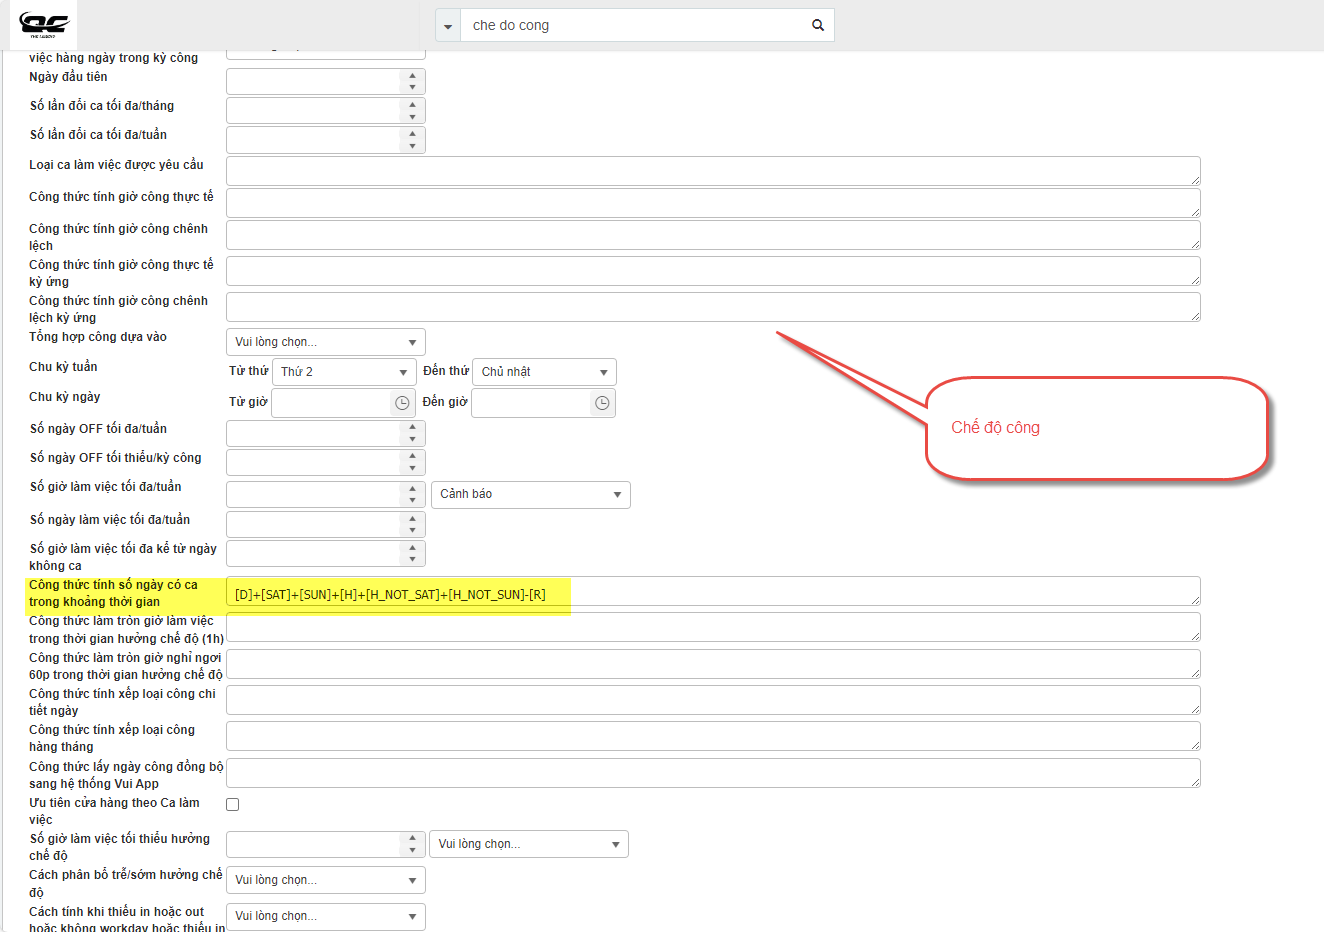 che do cong
việc hàng ngày trong kỳ công
Ngày đầu tiên
Số lần đổi ca tối đa/tháng
Số lần đổi ca tối đa/tuần
Loại ca làm việc được yêu cầu
Công thức tính giờ công thực tế
Công thức tính giờ công chênh
lệch
Công thức tính giờ công thực tế
kỳ ứng
Công thức tính giờ công chênh
lệch kỳ ứng
Tổng hợp công dựa vào Vui lòng chọn...
Chu kỳ tuần Từ thứ Thứ 2 Đến thứ Chủ nhật
Chu kỳ ngày Từ giờ Đến giờ
Chế độ công
Số ngày OFF tối đa/tuần
Số ngày OFF tối thiểu/kỳ công
Số giờ làm việc tối đa/tuần Cảnh báo
Số ngày làm việc tối đa/tuần
Số giờ làm việc tối đa kể từ ngày
không ca
Công thức tính số ngày có ca
trong khoảng thời gian [D]+[SAT]+[SUN]+[H]+[H_NOT_SAT]+[H_NOT_SUN]-[R]
Công thức làm tròn giờ làm việc
trong thời gian hưởng chế độ (1h)
Công thức làm tròn giờ nghỉ ngơi
60p trong thời gian hưởng chế độ
Công thức tính xếp loại công chi
tiết ngày
Công thức tính xếp loại công
hàng tháng
Công thức lấy ngày công đồng bộ
sang hệ thống Vui App
Ưu tiên cửa hàng theo Ca làm
việc
Số giờ làm việc tối thiểu hưởng
chế độ Vui lòng chọn...
Cách phân bổ trễ/sớm hưởng chế
độ Vui lòng chọn...
Cách tính khi thiếu in hoặc out
hoặc không workday hoặc thiếu in Vui lòng chọn...